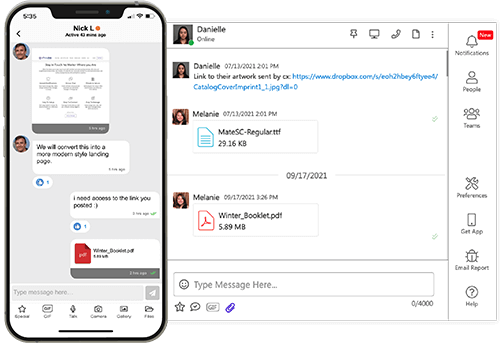 5:35
Nick L
Active 43 mins ago
5 hrs ago
We will convert this into a
more modern style landing
page.
5 hrs ago
1
i need access to the link you
posted :)
5 hrs ago
1
pdf
Winter_Booklet.pdf
5.89 MB
2 hrs ago
Type message here....
Special
GIF
Talk
Camera
Gallery
Files
Danielle
Online
Danielle 07/13/2021 2:01 PM
Link to their artwork sent by cx: https://www.dropbox.com/s/eoh2hbey6ftyee4/
CatalogCoverImprint1_1.jpg?dl=0
Melanie 07/13/2021 2:01 PM
MateSC-Regular.ttf
29.16 KB
09/17/2021
Melanie 09/17/2021 3:26 PM
Winter_Booklet.pdf
5.89 MB
Type Message Here...
GIF
0/4000
New
Notifications
People
Teams
Preferences
Get App
Email Report
Help